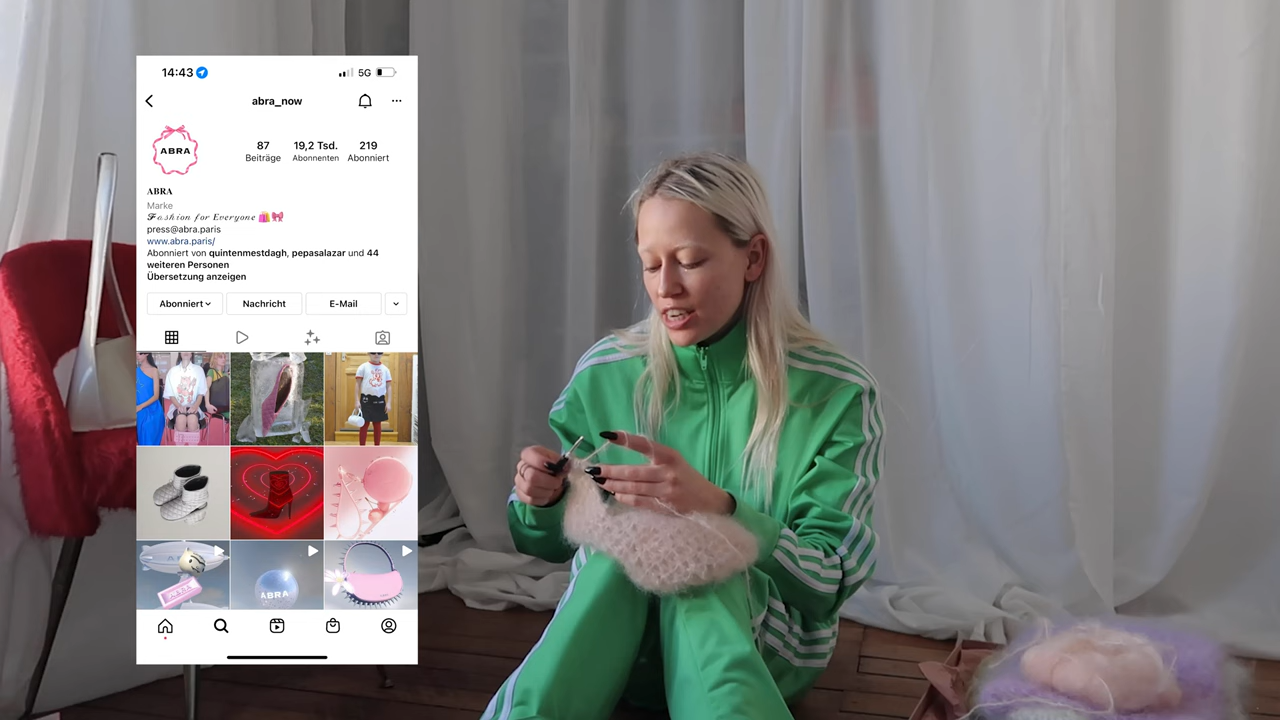 14:43
5G
abra_now
ABRA
87
19,2 Tsd.
219
Beiträge
Abonnenten
Abonniert
ABRA
Marke
𝓕𝒶𝓈𝒽𝒾𝑜𝓃 𝒻𝑜𝓇 𝐸𝓋𝑒𝓇𝓎𝑜𝓃𝑒 🛍️🎀
press@abra.paris
www.abra.paris/
Abonniert von quintenmestdagh, pepasalazar und 44
weiteren Personen
Übersetzung anzeigen
Abonniert
Nachricht
E-Mail
ABRA